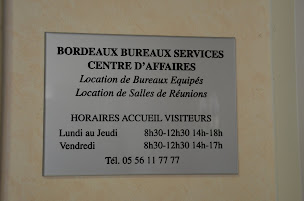 BORDEAUX BUREAUX SERVICES
CENTRE D'AFFAIRES
Location de Bureaux Equipés
Location de Salles de Réunions
HORAIRES ACCUEIL VISITEURS
Lundi au Jeudi 8h30-12h30 14h-18h
Vendredi 8h30-12h30 14h-17h
Tél. 05 56 11 77 77